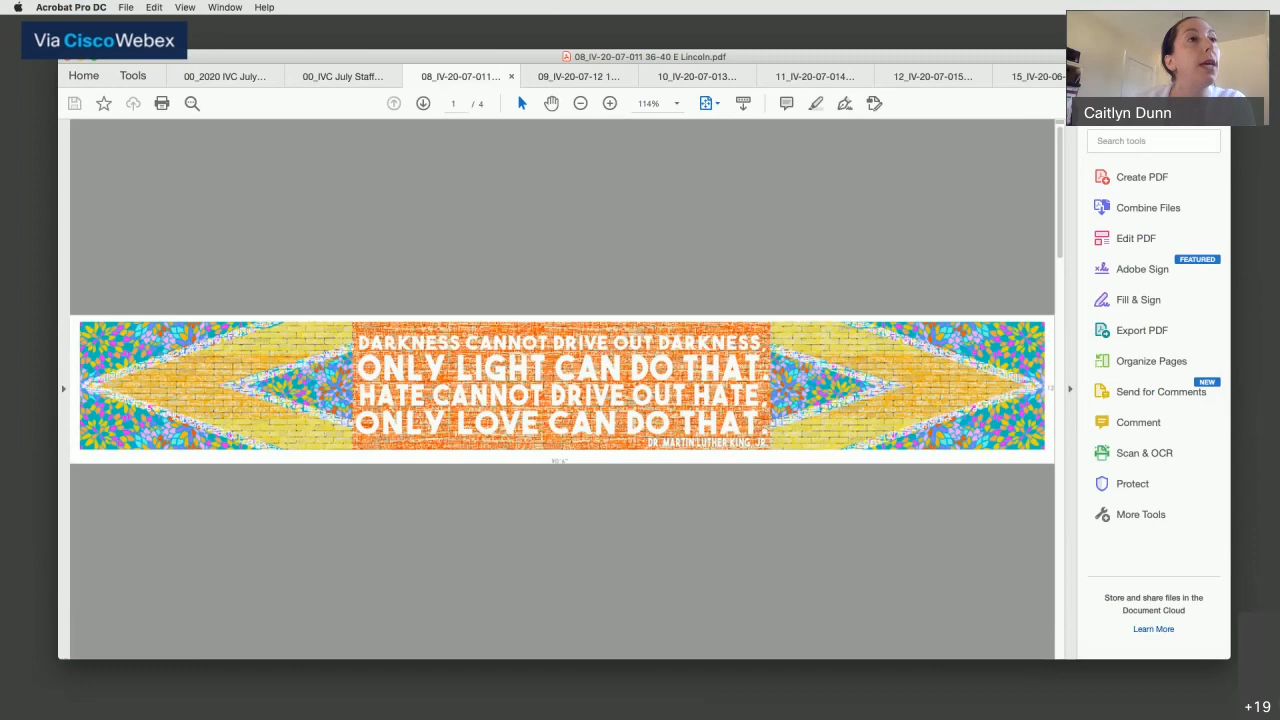 Acrobat Pro DC File Edit View Window Help
Via CiscoWebex
08_IV-20-07-011 36-40 E Lincoln.pdf
Home Tools 00_2020 IVC July... 00_IVC July Staff... 08_IV-20-07-011... × 09_IV-20-07-12 1... 10_IV-20-07-013... 11_IV-20-07-014... 12_IV-20-07-015... 15_IV-20-06-
1 / 4 114%
Caitlyn Dunn
Search tools
Create PDF
Combine Files
Edit PDF
FEATURED
Adobe Sign
Fill & Sign
Export PDF
Organize Pages
NEW
Send for Comments
Comment
Scan & OCR
Protect
More Tools
Store and share files in the
Document Cloud
Learn More
DARKNESS CANNOT DRIVE OUT DARKNESS
ONLY LIGHT CAN DO THAT.
HATE CANNOT DRIVE OUT HATE,
ONLY LOVE CAN DO THAT.
DR. MARTIN LUTHER KING, JR.
90'6"
+19